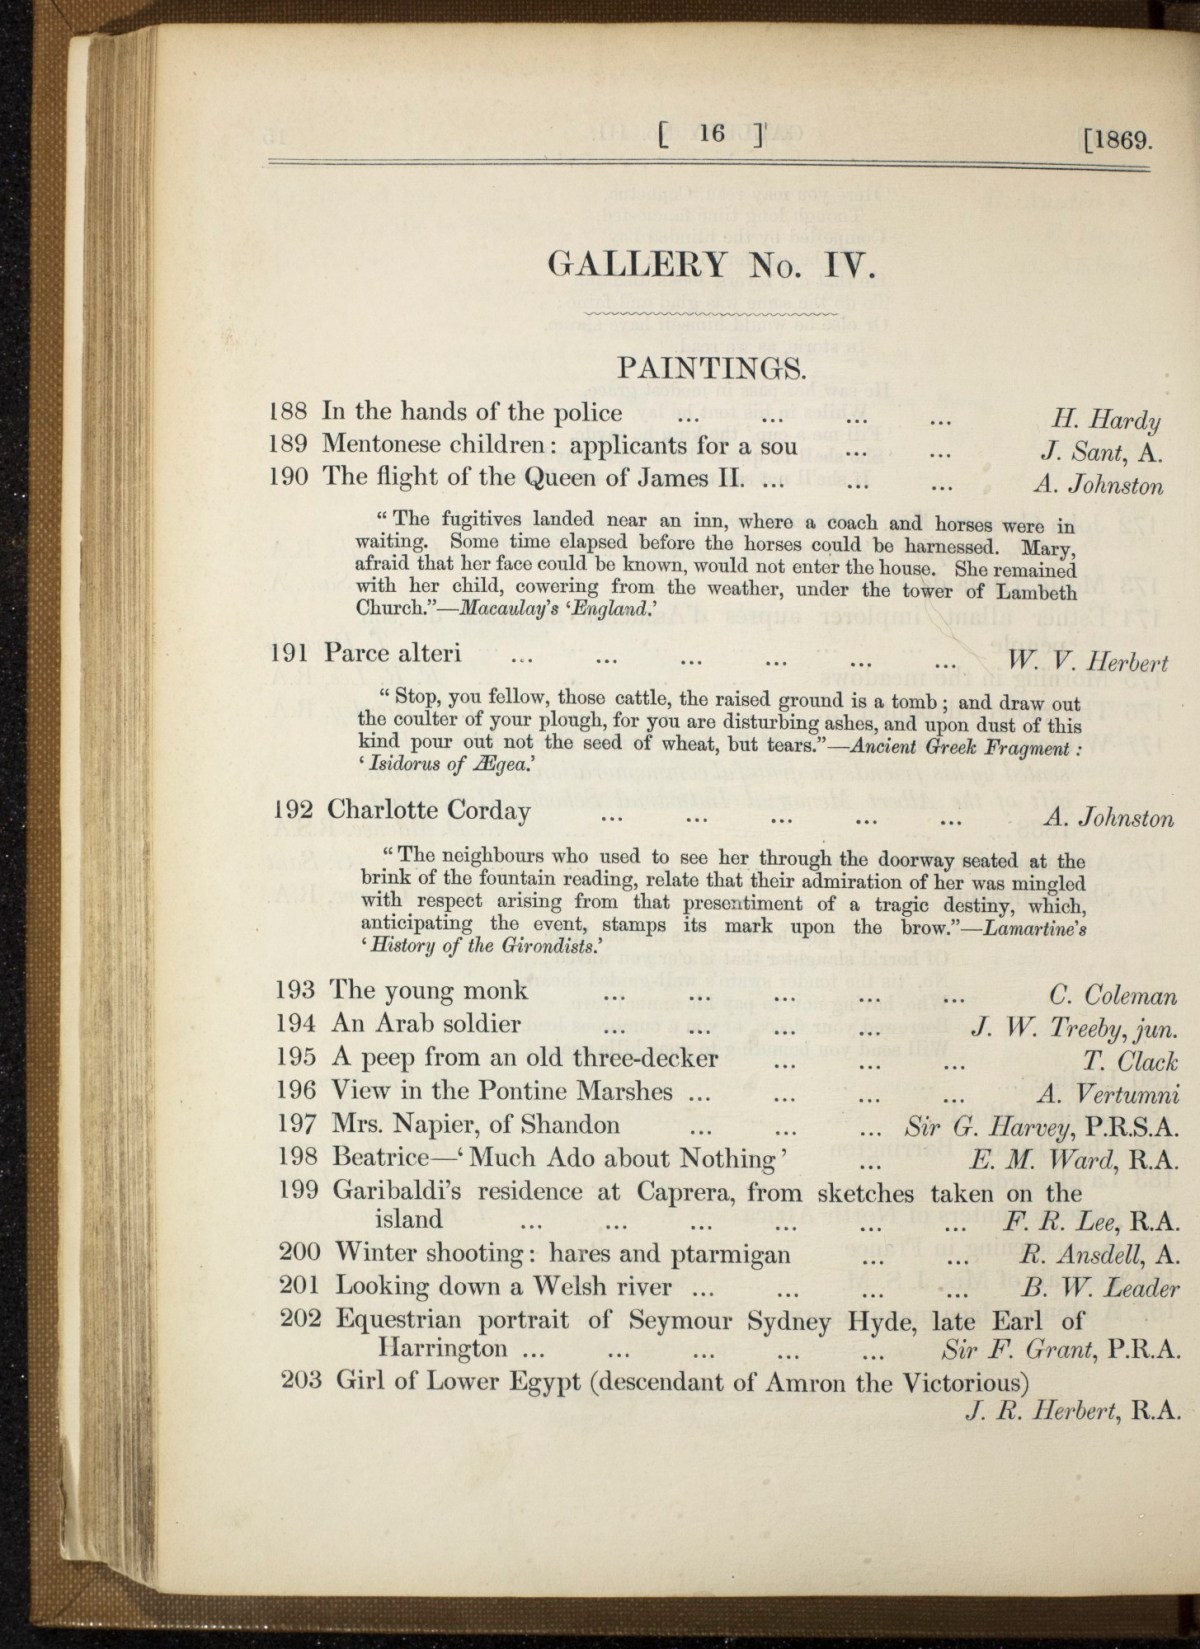 [ 16 ] [1869.
GALLERY No. IV.
PAINTINGS.
188 In the hands of the police ... ... ... ... H. Hardy
189 Mentonese children: applicants for a sou ... ... J. Sant, A.
190 The flight of the Queen of James II. ... ... ... A. Johnston
“ The fugitives landed near an inn, where a coach and horses were in
waiting. Some time elapsed before the horses could be harnessed. Mary,
afraid that her face could be known, would not enter the house. She remained
with her child, cowering from the weather, under the tower of Lambeth
Church.”—Macaulay's ‘England.’
191 Parce alteri ... ... ... ... ... ... W. V. Herbert
“ Stop, you fellow, those cattle, the raised ground is a tomb; and draw out
the coulter of your plough, for you are disturbing ashes, and upon dust of this
kind pour out not the seed of wheat, but tears.”—Ancient Greek Fragment:
‘Isidorus of Ægea.’
192 Charlotte Corday ... ... ... ... ... A. Johnston
“ The neighbours who used to see her through the doorway seated at the
brink of the fountain reading, relate that their admiration of her was mingled
with respect arising from that presentiment of a tragic destiny, which,
anticipating the event, stamps its mark upon the brow.”—Lamartine's
‘History of the Girondists.’
193 The young monk ... ... ... ... ... C. Coleman
194 An Arab soldier ... ... ... ... J. W. Treeby, jun.
195 A peep from an old three-decker ... ... ... T. Clack
196 View in the Pontine Marshes ... ... ... ... A. Vertumni
197 Mrs. Napier, of Shandon ... ... ... Sir G. Harvey, P.R.S.A.
198 Beatrice—‘Much Ado about Nothing’ ... E. M. Ward, R.A.
199 Garibaldi's residence at Caprera, from sketches taken on the
island ... ... ... ... ... ... F. R. Lee, R.A.
200 Winter shooting: hares and ptarmigan ... ... R. Ansdell, A.
201 Looking down a Welsh river ... ... ... ... B. W. Leader
202 Equestrian portrait of Seymour Sydney Hyde, late Earl of
Harrington ... ... ... ... ... Sir F. Grant, P.R.A.
203 Girl of Lower Egypt (descendant of Amron the Victorious)
J. R. Herbert, R.A.